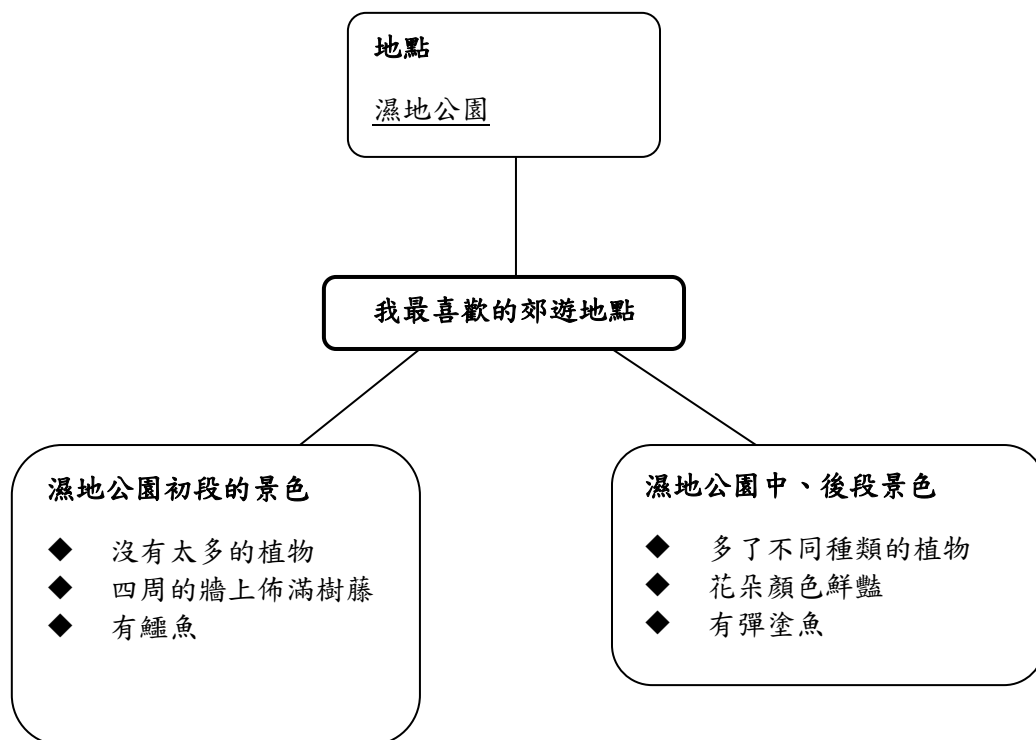 地點
濕地公園
我最喜歡的郊遊地點
濕地公園初段的景色
◆ 沒有太多的植物
◆ 四周的牆上佈滿樹藤
◆ 有鱷魚
濕地公園中、後段景色
◆ 多了不同種類的植物
◆ 花朵顏色鮮豔
◆ 有彈塗魚